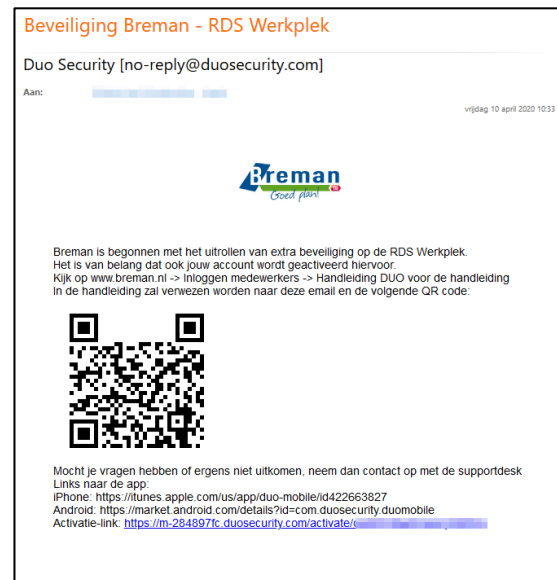 Beveiliging Breman - RDS Werkplek
Duo Security [no-reply@duosecurity.com]
Aan:
vrijdag 10 april 2020 10:33
Breman
Goed plan!
Breman is begonnen met het uitrollen van extra beveiliging op de RDS Werkplek.
Het is van belang dat ook jouw account wordt geactiveerd hiervoor.
Kijk op www.breman.nl -> Inloggen medewerkers -> Handleiding DUO voor de handleiding
In de handleiding zal verwezen worden naar deze email en de volgende QR code:
Mocht je vragen hebben of ergens niet uitkomen, neem dan contact op met de supportdesk
Links naar de app:
iPhone: https://itunes.apple.com/us/app/duo-mobile/id422663827
Android: https://market.android.com/details?id=com.duosecurity.duomobile
Activatie-link: https://m-284897fc.duosecurity.com/activate/